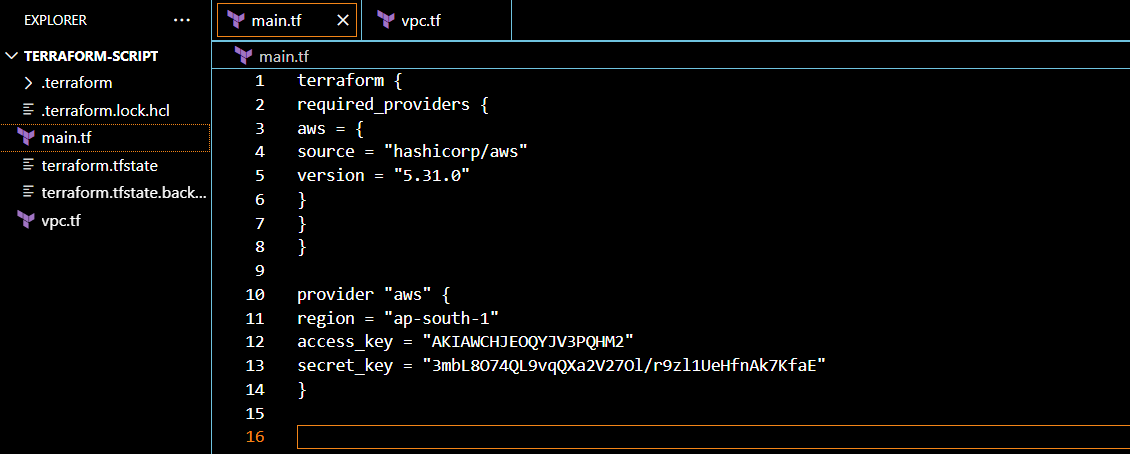 EXPLORER ...
TERRAFORM-SCRIPT
.terraform
.terraform.lock.hcl
main.tf
terraform.tfstate
terraform.tfstate.back...
vpc.tf
main.tf
vpc.tf
main.tf
1 terraform {
2 required_providers {
3 aws = {
4 source = "hashicorp/aws"
5 version = "5.31.0"
6 }
7 }
8 }
9
10 provider "aws" {
11 region = "ap-south-1"
12 access_key = "AKIAWCHJEOQYJV3PQHM2"
13 secret_key = "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"
14 }
15
16